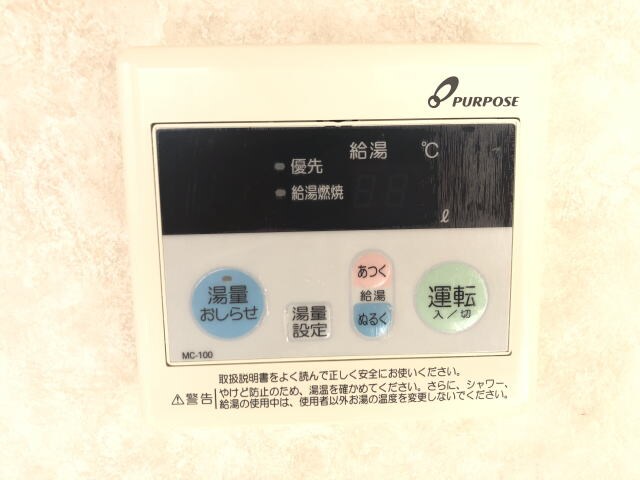 PURPOSE
給湯 ℃
優先
給湯燃焼
ℓ
湯量
おしらせ
湯量
設定
あつく
給湯
ぬるく
運転
入／切
MC-100
取扱説明書をよく読んで正しく安全にお使いください。
⚠警告 やけど防止のため、湯温を確かめてください。さらに、シャワー、
給湯の使用中は、使用者以外お湯の温度を変更しないでください。